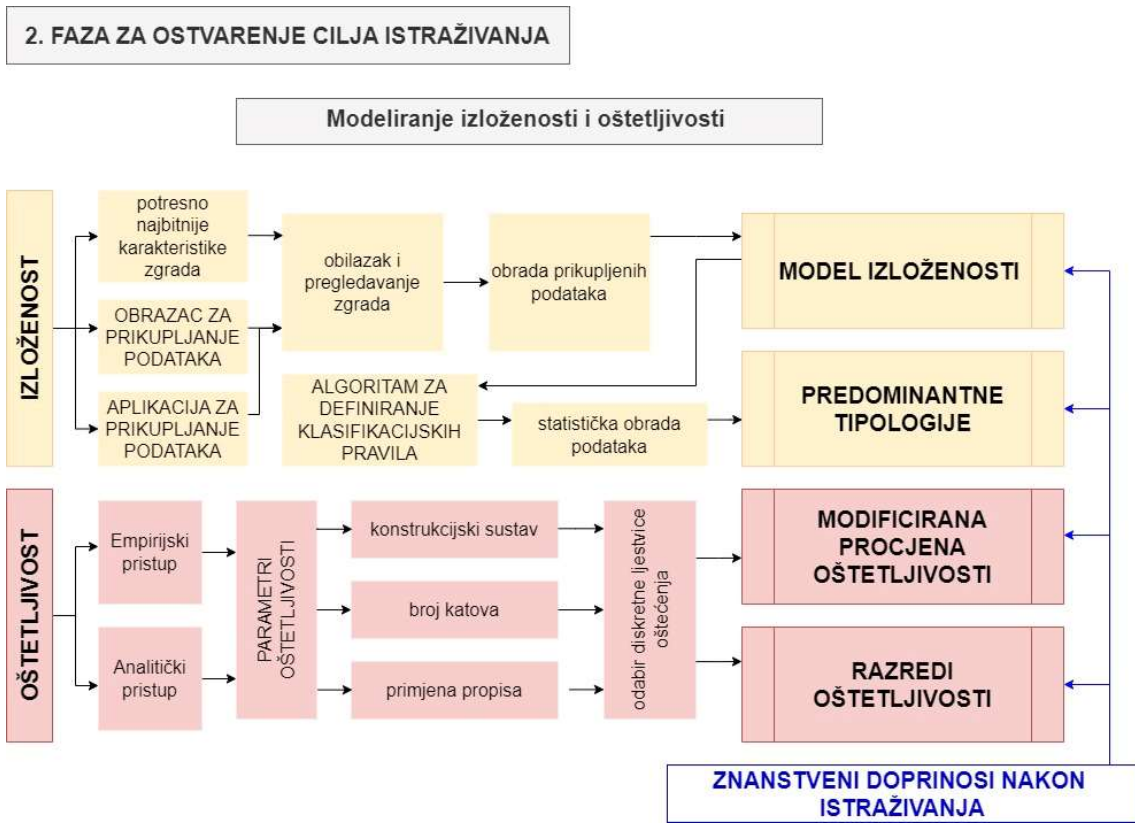 2. FAZA ZA OSTVARENJE CILJA ISTRAŽIVANJA
Modeliranje izloženosti i oštetljivosti
IZLOŽENOST
potresno
najbitnije
karakteristike
zgrada
OBRAZAC ZA
PRIKUPLJANJE
PODATAKA
APLIKACIJA ZA
PRIKUPLJANJE
PODATAKA
obilazak i
pregledavanje
zgrada
obrada prikupljenih
podataka
MODEL IZLOŽENOSTI
ALGORITAM ZA
DEFINIRANJE
KLASIFIKACIJSKIH
PRAVILA
statistička obrada
podataka
PREDOMINANTNE
TIPOLOGIJE
OŠTETLJIVOST
Empirijski
pristup
Analitički
pristup
PARAMETRI
OŠTETLJIVOSTI
konstrukcijski sustav
broj katova
primjena propisa
odabir diskretne ljestvice
oštećenja
MODIFICIRANA
PROCJENA
OŠTETLJIVOSTI
RAZREDI
OŠTETLJIVOSTI
ZNANSTVENI DOPRINOSI NAKON
ISTRAŽIVANJA